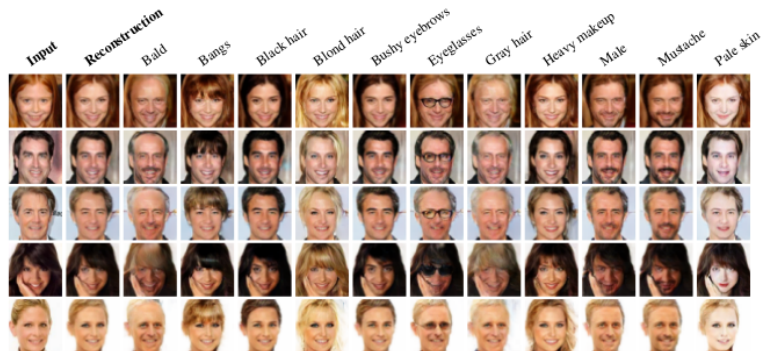 Input
Reconstruction
Bald
Bangs
Black hair
Blond hair
Bushy eyebrows
Eyeglasses
Gray hair
Heavy makeup
Male
Mustache
Pale skin